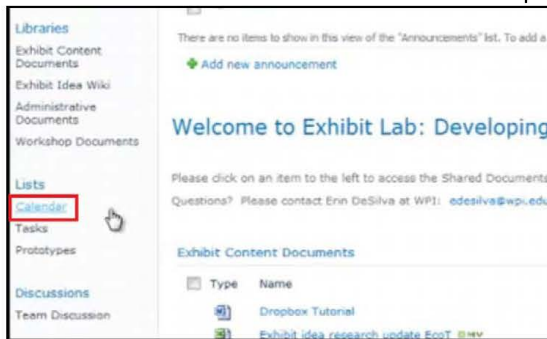 Libraries
Exhibit Content
Documents
Exhibit Idea Wiki
Administrative
Documents
Workshop Documents
Lists
Calendar
Tasks
Prototypes
Discussions
Team Discussion
There are no items to show in this view of the "Announcements" list. To add a
Add new announcement
Welcome to Exhibit Lab: Developing
Please click on an item to the left to access the Shared Documents
Questions? Please contact Erin DeSilva at WPI: edesilva@wpi.edu
Exhibit Content Documents
Type Name
Dropbox Tutorial
Exhibit idea research update EcoT